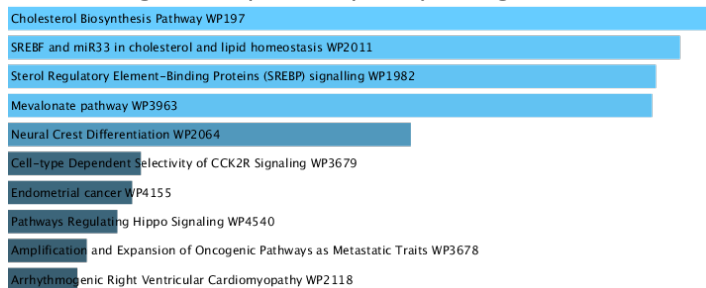 Cholesterol Biosynthesis Pathway WP197
SREBF and miR33 in cholesterol and lipid homeostasis WP2011
Sterol Regulatory Element-Binding Proteins (SREBP) signalling WP1982
Mevalonate pathway WP3963
Neural Crest Differentiation WP2064
Cell-type Dependent Selectivity of CCK2R Signaling WP3679
Endometrial cancer WP4155
Pathways Regulating Hippo Signaling WP4540
Amplification and Expansion of Oncogenic Pathways as Metastatic Traits WP3678
Arrhythmogenic Right Ventricular Cardiomyopathy WP2118